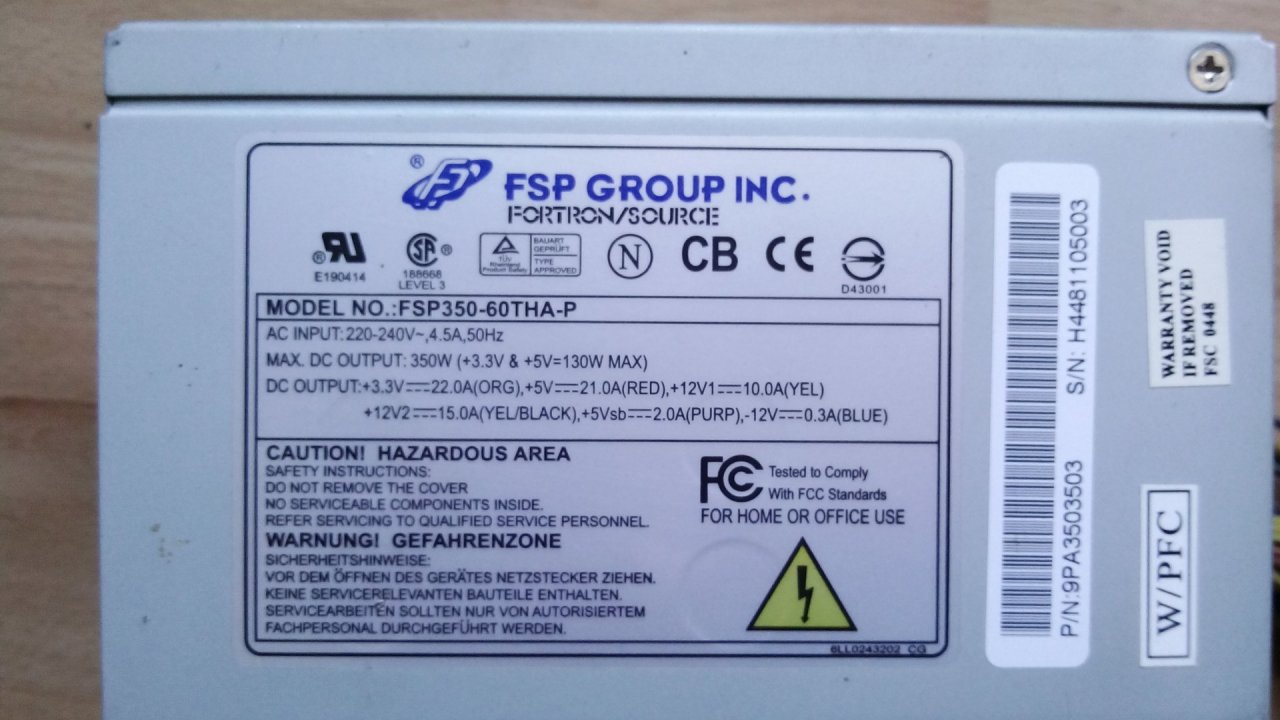 ® FSP GROUP INC.
FORTRON/SOURCE
® RU
E190414
SA ®
188668
LEVEL 3
TÜV
Rheinland
Product Safety
BAUART
GEPRÜFT
TYPE
APPROVED
N
CB CE
D43001
MODEL NO.:FSP350-60THA-P
AC INPUT: 220-240V~,4.5A,50Hz
MAX. DC OUTPUT: 350W (+3.3V & +5V=130W MAX)
DC OUTPUT:+3.3V⎓22.0A(ORG),+5V⎓21.0A(RED),+12V1⎓10.0A(YEL)
+12V2⎓15.0A(YEL/BLACK),+5Vsb⎓2.0A(PURP),-12V⎓0.3A(BLUE)
CAUTION! HAZARDOUS AREA
SAFETY INSTRUCTIONS:
DO NOT REMOVE THE COVER
NO SERVICEABLE COMPONENTS INSIDE.
REFER SERVICING TO QUALIFIED SERVICE PERSONNEL.
WARNUNG! GEFAHRENZONE
SICHERHEITSHINWEISE:
VOR DEM ÖFFNEN DES GERÄTES NETZSTECKER ZIEHEN.
KEINE SERVICERELEVANTEN BAUTEILE ENTHALTEN.
SERVICEARBEITEN SOLLTEN NUR VON AUTORISIERTEM
FACHPERSONAL DURCHGEFÜHRT WERDEN.
FC Tested to Comply
With FCC Standards
FOR HOME OR OFFICE USE
6LL0243202 CG
P/N:9PA3503503 S/N: H4481105003
WARRANTY VOID
IF REMOVED
FSC 0448
W/PFC